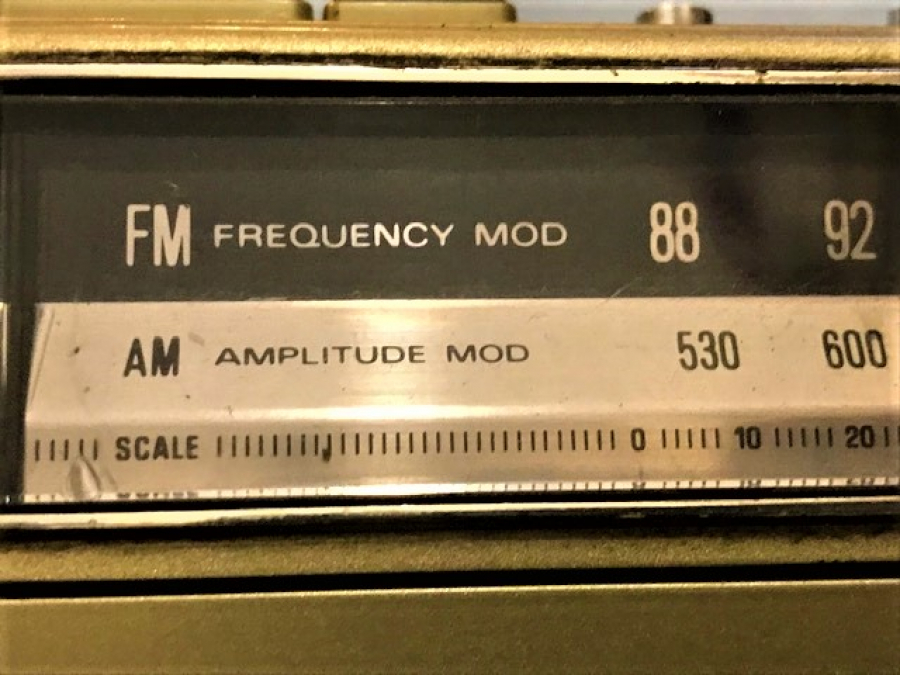 FM FREQUENCY MOD 88 92
AM AMPLITUDE MOD 530 600
SCALE 0 10 20